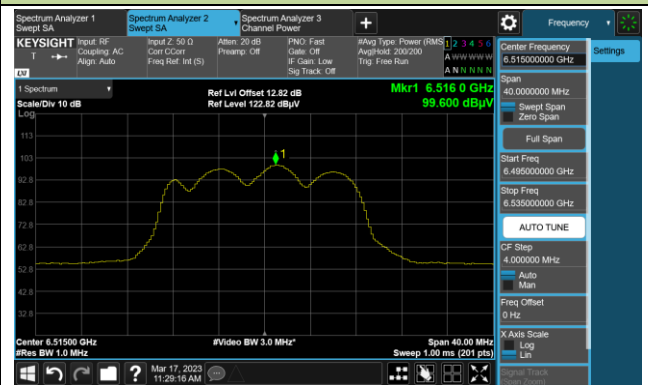 Spectrum Analyzer 1
Swept SA
Spectrum Analyzer 2
Swept SA
Spectrum Analyzer 3
Channel Power
Frequency
KEYSIGHT
T
LXI
Input: RF
Coupling: AC
Align: Auto
Input Z: 50 Ω
Corr CCorr
Freq Ref: Int (S)
Atten: 20 dB
Preamp: Off
PNO: Fast
Gate: Off
IF Gain: Low
Sig Track: Off
#Avg Type: Power (RMS
Avg|Hold: 200/200
Trig: Free Run
1 2 3 4 5 6
A W W W W W
A N N N N N
1 Spectrum
Scale/Div 10 dB
Log
Ref Lvl Offset 12.82 dB
Ref Level 122.82 dBµV
Mkr1 6.516 0 GHz
99.600 dBµV
1
113
103
92.8
82.8
72.8
62.8
52.8
42.8
32.8
Center 6.51500 GHz
#Res BW 1.0 MHz
#Video BW 3.0 MHz*
Span 40.00 MHz
Sweep 1.00 ms (201 pts)
Center Frequency
6.515000000 GHz
Settings
Span
40.0000000 MHz
Swept Span
Zero Span
Full Span
Start Freq
6.495000000 GHz
Stop Freq
6.535000000 GHz
AUTO TUNE
CF Step
4.000000 MHz
Auto
Man
Freq Offset
0 Hz
X Axis Scale
Log
Lin
Signal Track
(Span Zoom)
?
Mar 17, 2023
11:29:16 AM